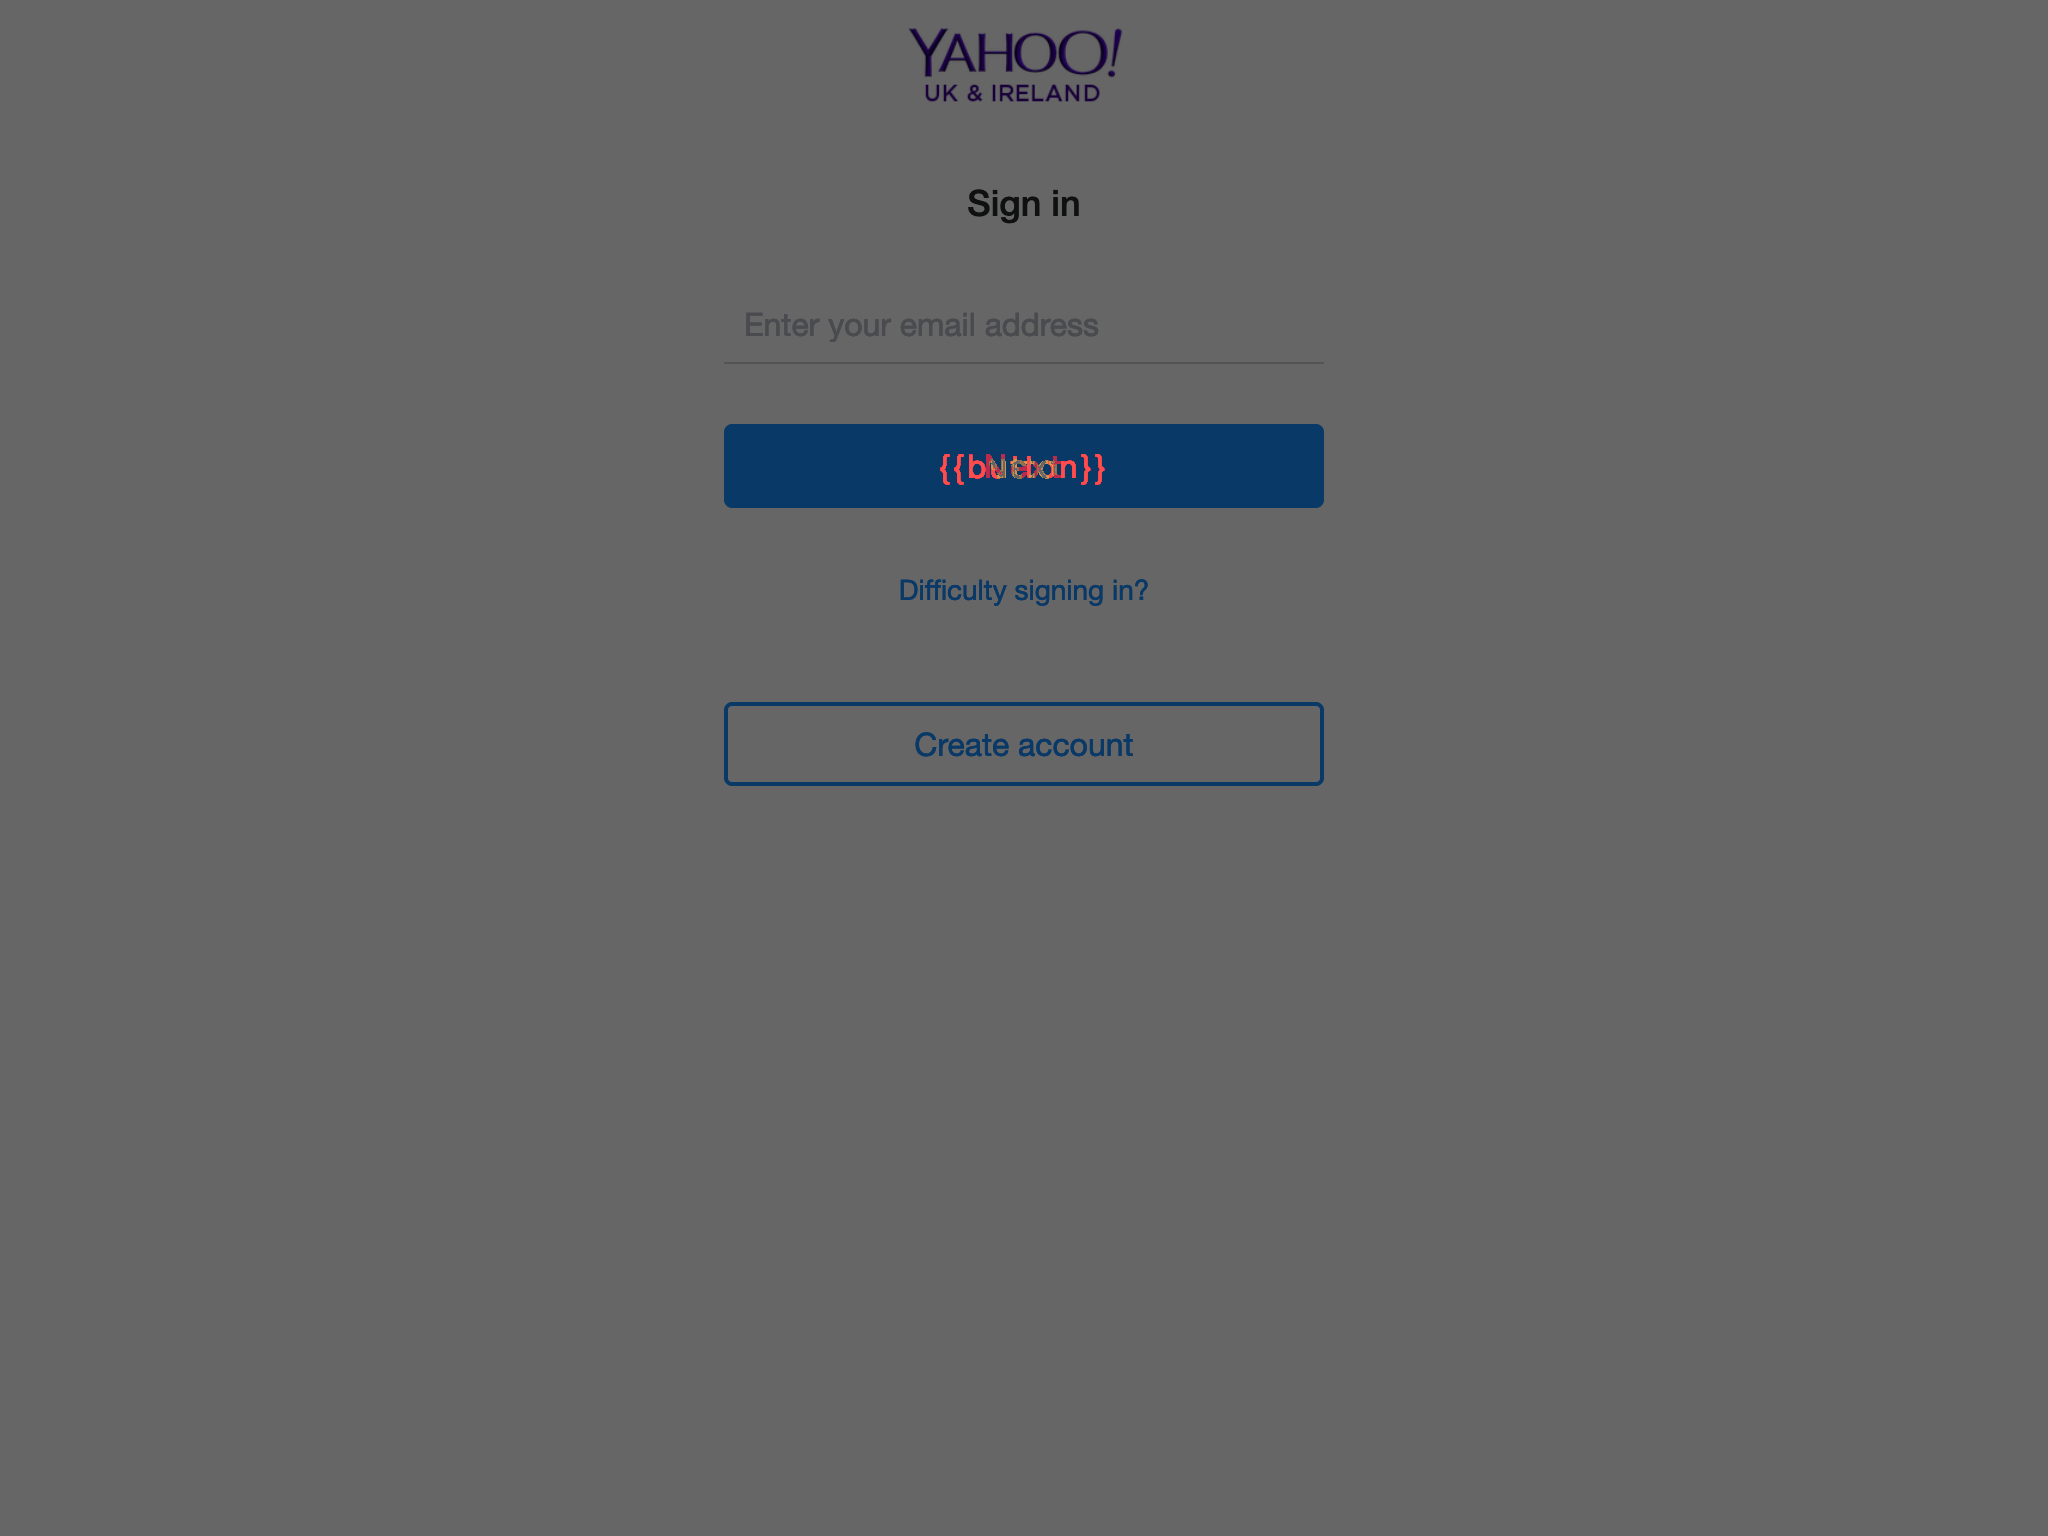 YAHOO!
UK & IRELAND
Sign in
Enter your email address
{{button}}
Next
Difficulty signing in?
Create account